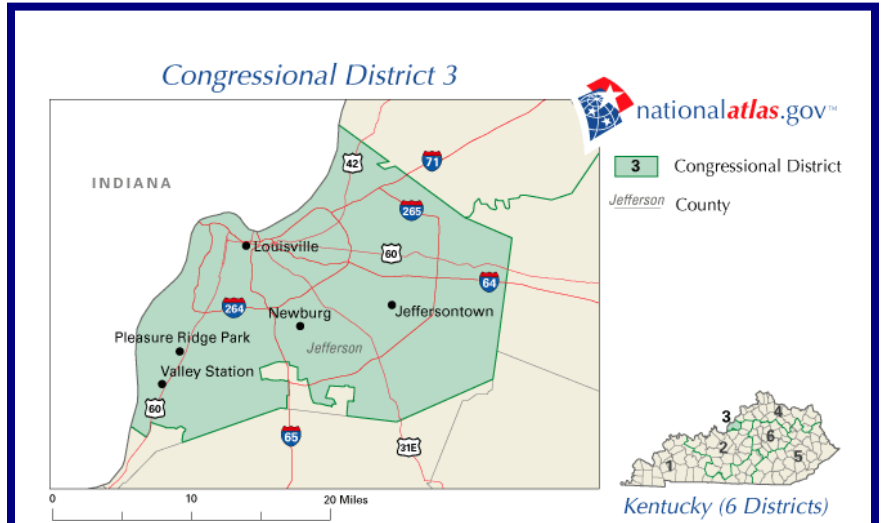 Congressional District 3
nationalatlas.gov™
INDIANA
42
71
3 Congressional District
Jefferson County
265
Louisville
60
64
264
Newburg
Jeffersontown
Pleasure Ridge Park
Jefferson
Valley Station
60
65
31E
0 10 20 Miles
3
4
6
2
5
1
Kentucky (6 Districts)